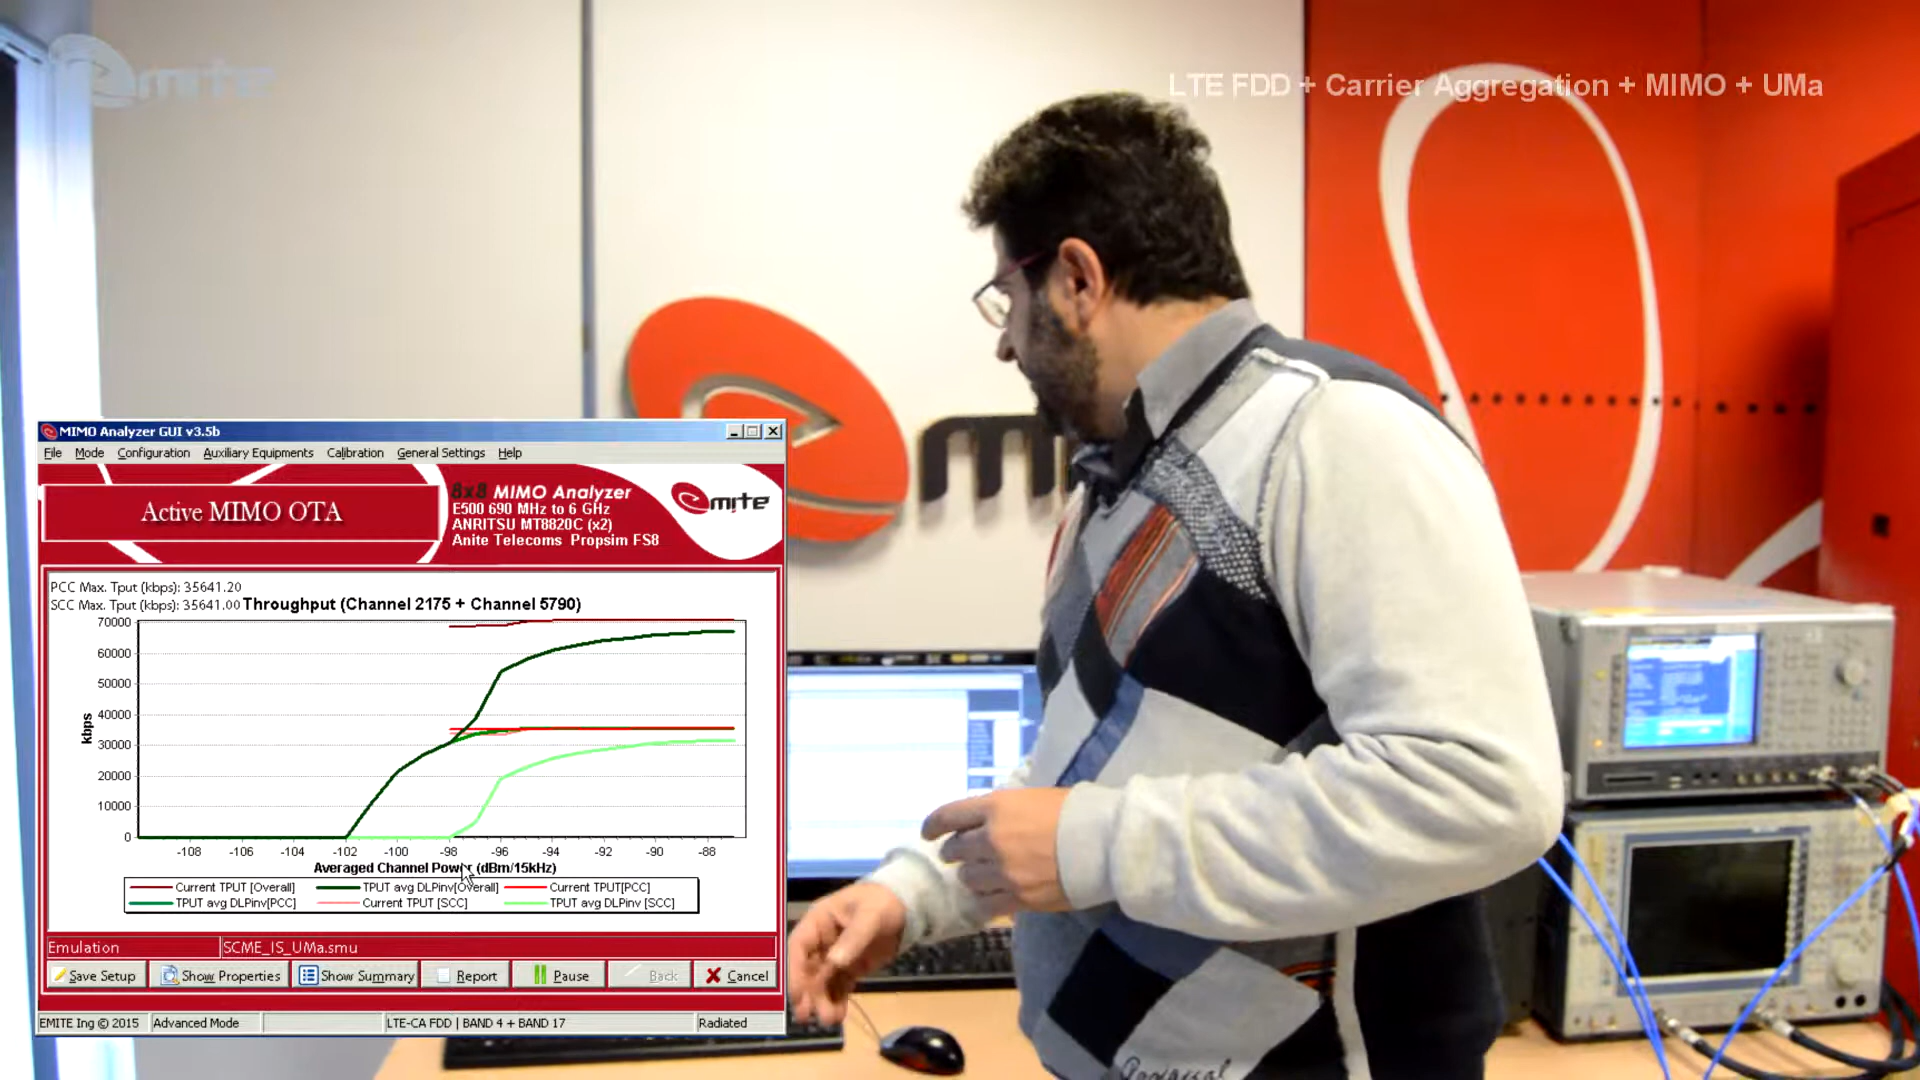 emite
LTE FDD + Carrier Aggregation + MIMO + UMa
MIMO Analyzer GUI v3.5b
File Mode Configuration Auxiliary Equipments Calibration General Settings Help
Active MIMO OTA
8x8 MIMO Analyzer
E500 690 MHz to 6 GHz
ANRITSU MT8820C (x2)
Anite Telecoms Propsim FS8
emite
PCC Max. Tput (kbps): 35641.20
SCC Max. Tput (kbps): 35641.00
Throughput (Channel 2175 + Channel 5790)
kbps
70000
60000
50000
40000
30000
20000
10000
0
-108 -106 -104 -102 -100 -98 -96 -94 -92 -90 -88
Averaged Channel Power (dBm/15kHz)
Current TPUT [Overall] TPUT avg DLPinv[Overall] Current TPUT[PCC]
TPUT avg DLPinv[PCC] Current TPUT [SCC] TPUT avg DLPinv [SCC]
Emulation SCME_IS_UMa.smu
Save Setup Show Properties Show Summary Report Pause Back Cancel
EMITE Ing © 2015 Advanced Mode LTE-CA FDD | BAND 4 + BAND 17 Radiated